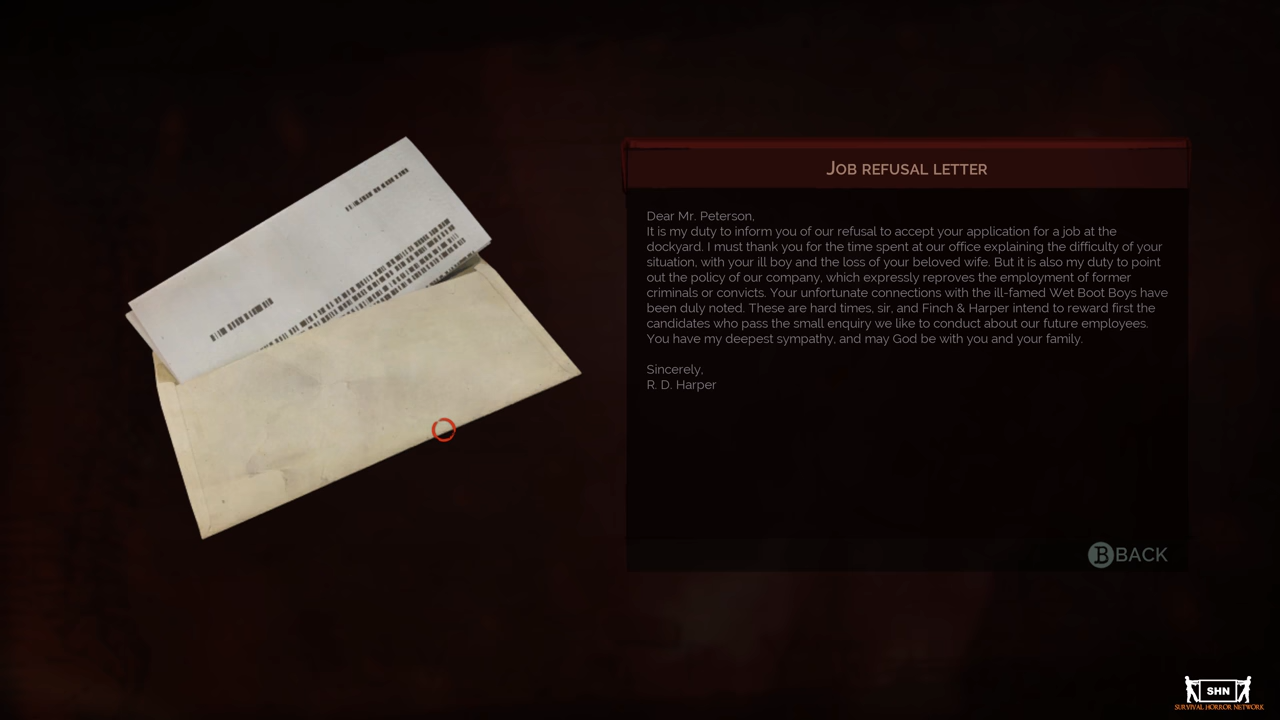 JOB REFUSAL LETTER
Dear Mr. Peterson,
It is my duty to inform you of our refusal to accept your application for a job at the
dockyard. I must thank you for the time spent at our office explaining the difficulty of your
situation, with your ill boy and the loss of your beloved wife. But it is also my duty to point
out the policy of our company, which expressly reproves the employment of former
criminals or convicts. Your unfortunate connections with the ill-famed Wet Boot Boys have
been duly noted. These are hard times, sir, and Finch & Harper intend to reward first the
candidates who pass the small enquiry we like to conduct about our future employees.
You have my deepest sympathy, and may God be with you and your family.
Sincerely,
R. D. Harper
B BACK
SHN
SURVIVAL HORROR NETWORK